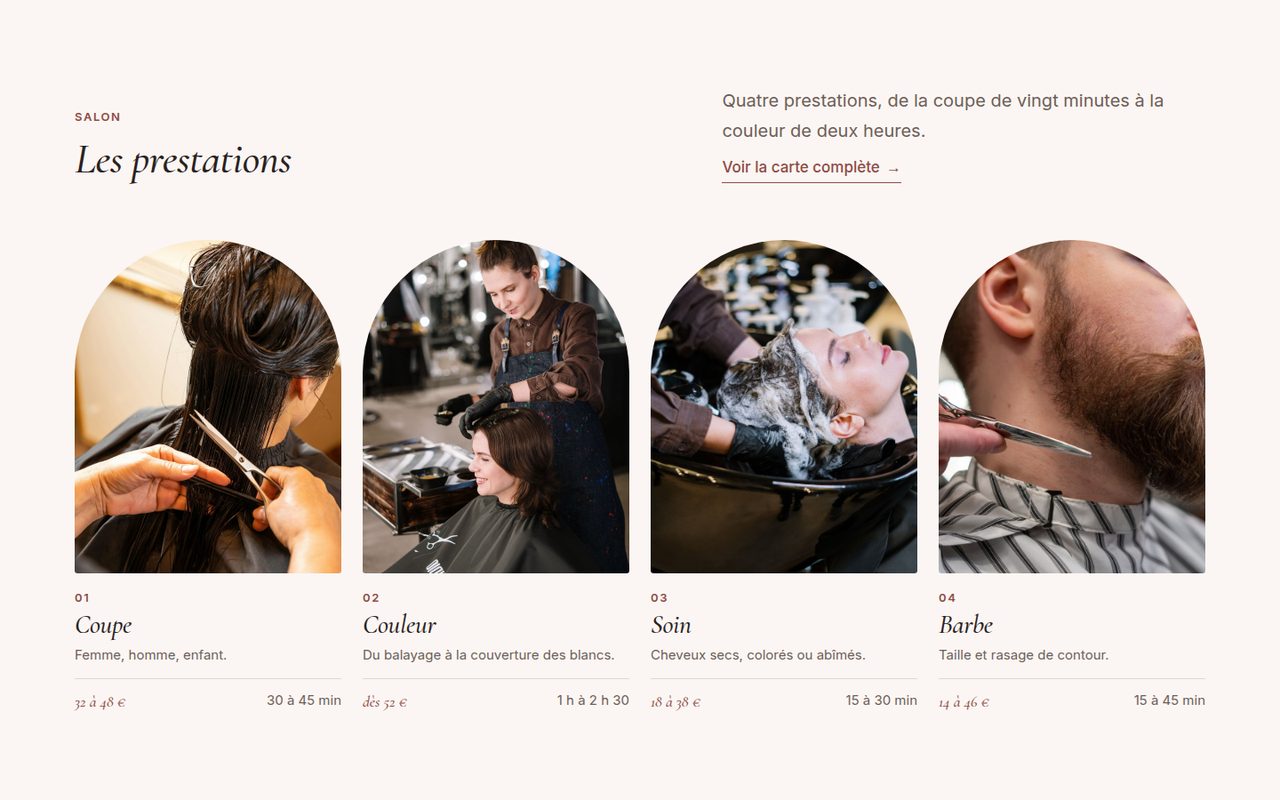 SALON
Les prestations
Quatre prestations, de la coupe de vingt minutes à la
couleur de deux heures.
Voir la carte complète →
01
Coupe
Femme, homme, enfant.
32 à 48 €
30 à 45 min
02
Couleur
Du balayage à la couverture des blancs.
dès 52 €
1 h à 2 h 30
03
Soin
Cheveux secs, colorés ou abîmés.
18 à 38 €
15 à 30 min
04
Barbe
Taille et rasage de contour.
14 à 46 €
15 à 45 min